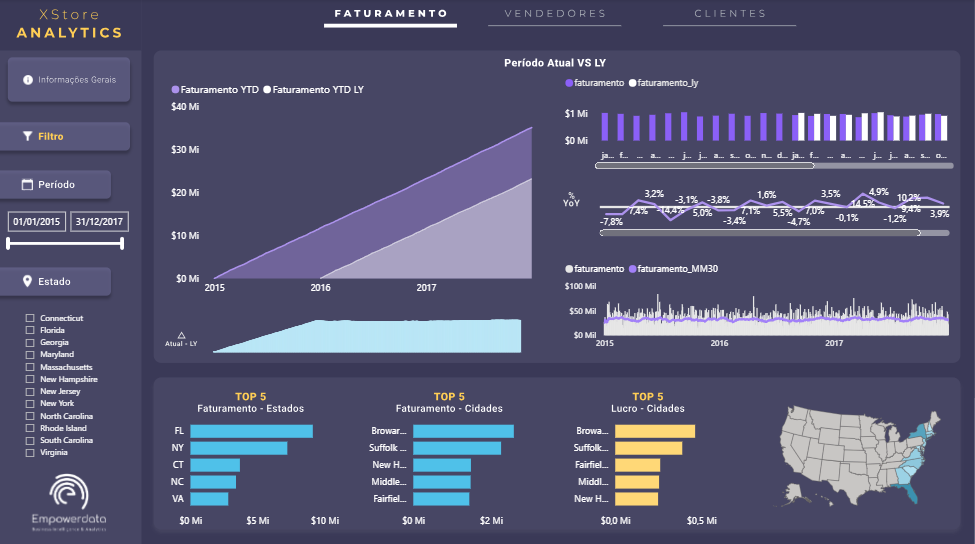 XStore
ANALYTICS
FATURAMENTO
VENDEDORES
CLIENTES
Informações Gerais
Filtro
Período
01/01/2015
31/12/2017
Estado
Connecticut
Florida
Georgia
Maryland
Massachusetts
New Hampshire
New Jersey
New York
North Carolina
Rhode Island
South Carolina
Virginia
Empowerdata
Período Atual VS LY
Faturamento YTD Faturamento YTD LY
$40 Mi
$30 Mi
$20 Mi
$10 Mi
$0 Mi
2015 2016 2017
△
Atual - LY
faturamento faturamento_ly
$1 Mi
$0 Mi
ja... f... ... a... ... j... j... a... s... o... n... d... ja... f... ... a... ... j... j... a... s... o...
%
YoY
-7,8% 7,4% 3,2% -14,4% -3,1% 5,0% -3,8% -3,4% 7,1% 1,6% 5,5% -4,7% 7,0% 3,5% -0,1% 14,5% 4,9% -1,2% 10,2% 9,4% 3,9%
faturamento faturamento_MM30
$100 Mil
$50 Mil
$0 Mil
2015 2016 2017
TOP 5
Faturamento - Estados
FL
NY
CT
NC
VA
$0 Mi $5 Mi $10 Mi
TOP 5
Faturamento - Cidades
Browar...
Suffolk ...
New H...
Middle...
Fairfiel...
$0 Mi $2 Mi
TOP 5
Lucro - Cidades
Browa...
Suffolk...
Fairfiel...
Middl...
New H...
$0,0 Mi $0,5 Mi